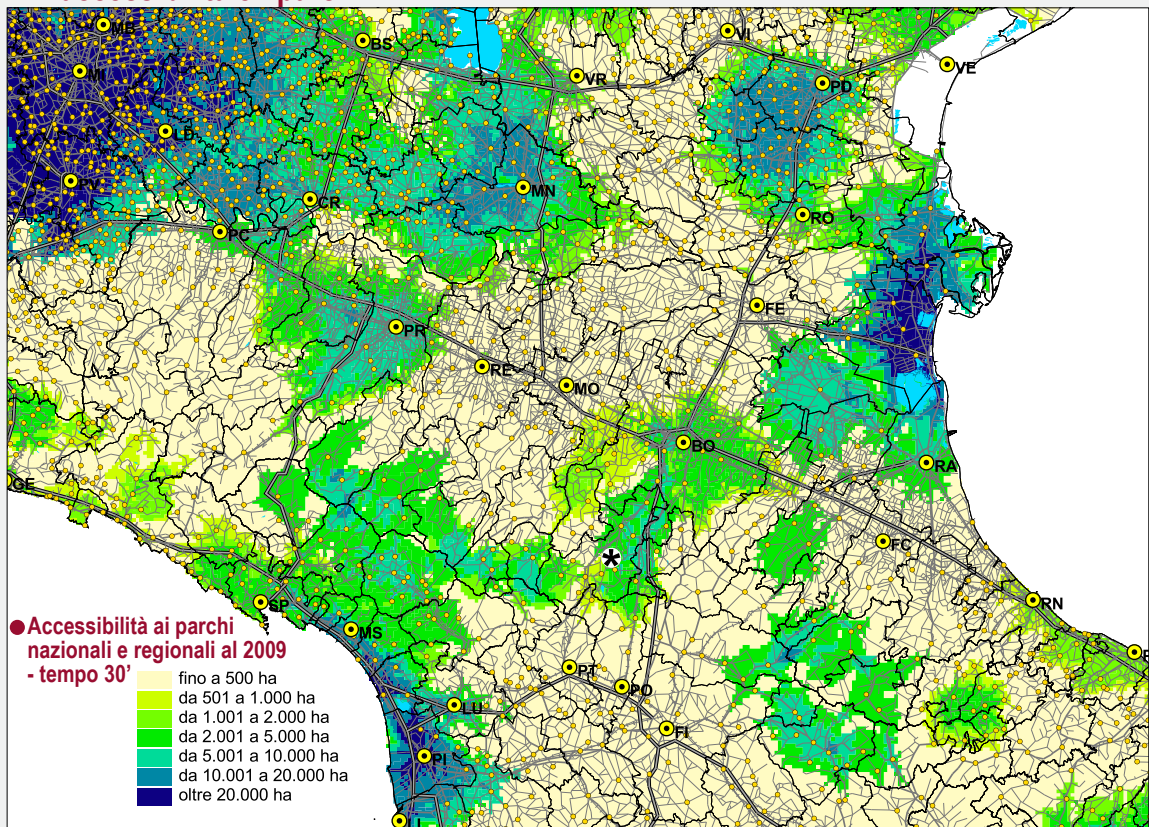 MB
BS
VI
MI
VR
VE
PD
LD
PV
MN
CR
RO
PC
FE
PR
RE
MO
BO
RA
GE
*
FC
SP
RN
MS
PT
PO
LU
FI
PI
LI
Accessibilità ai parchi
nazionali e regionali al 2009
- tempo 30’
fino a 500 ha
da 501 a 1.000 ha
da 1.001 a 2.000 ha
da 2.001 a 5.000 ha
da 5.001 a 10.000 ha
da 10.001 a 20.000 ha
oltre 20.000 ha